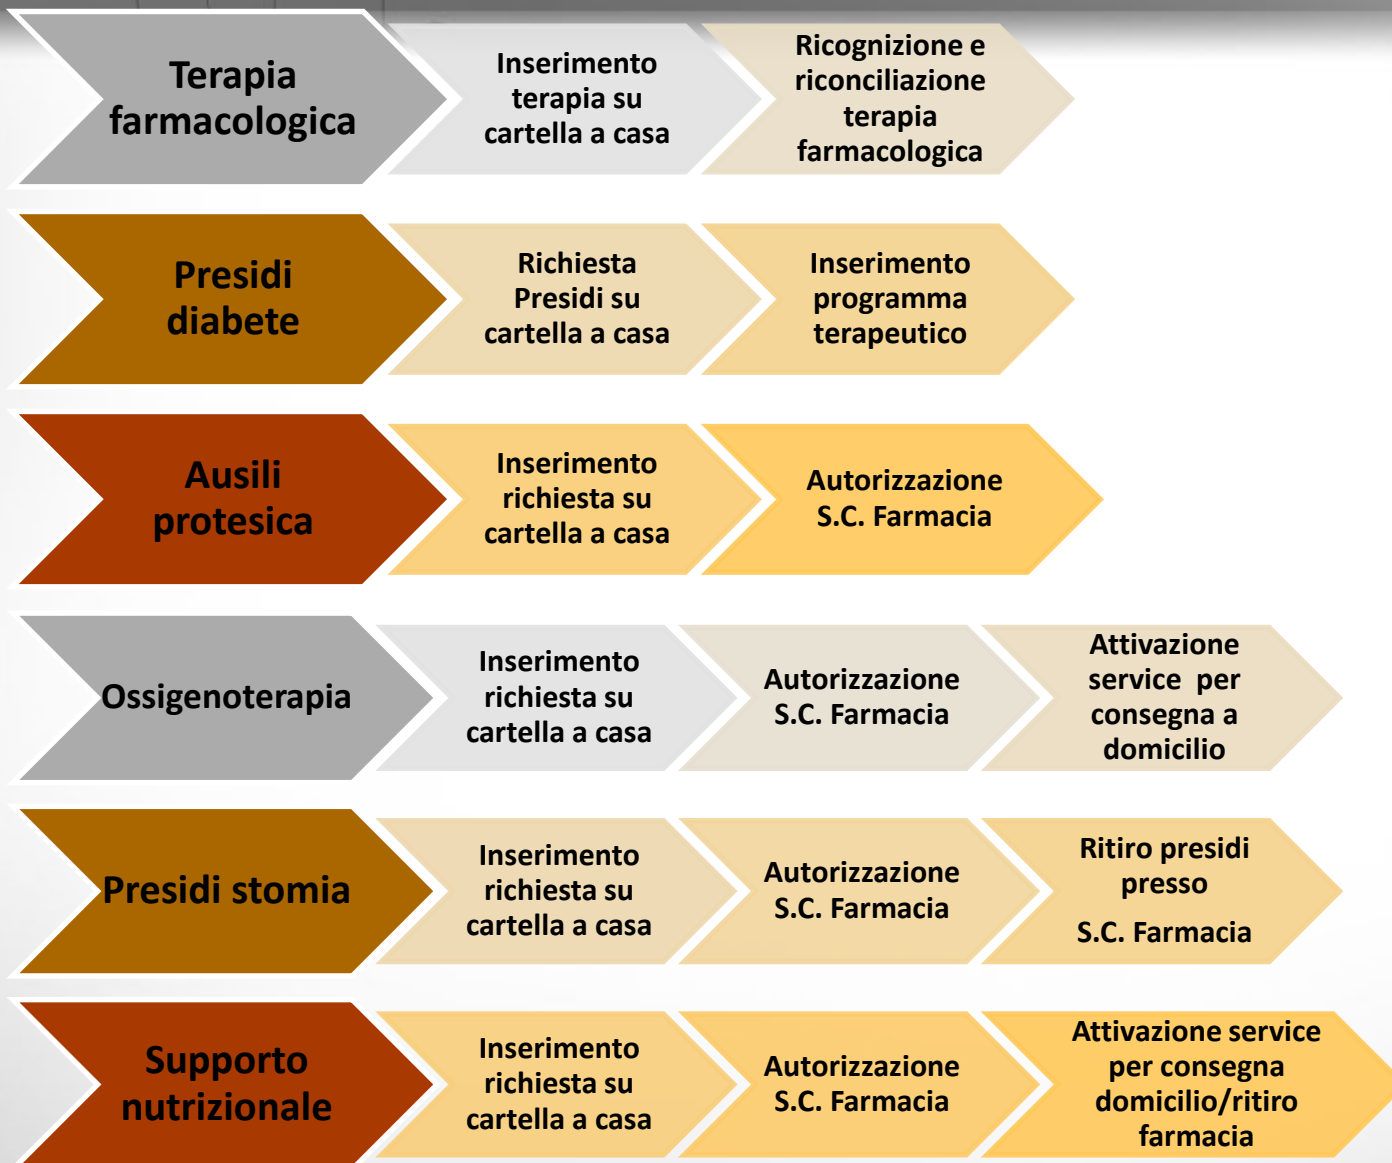 Terapia
farmacologica
Inserimento
terapia su
cartella a casa
Ricognizione e
riconciliazione
terapia
farmacologica
Presidi
diabete
Richiesta
Presidi su
cartella a casa
Inserimento
programma
terapeutico
Ausili
protesica
Inserimento
richiesta su
cartella a casa
Autorizzazione
S.C. Farmacia
Ossigenoterapia
Inserimento
richiesta su
cartella a casa
Autorizzazione
S.C. Farmacia
Attivazione
service per
consegna a
domicilio
Presidi stomia
Inserimento
richiesta su
cartella a casa
Autorizzazione
S.C. Farmacia
Ritiro presidi
presso
S.C. Farmacia
Supporto
nutrizionale
Inserimento
richiesta su
cartella a casa
Autorizzazione
S.C. Farmacia
Attivazione service
per consegna
domicilio/ritiro
farmacia